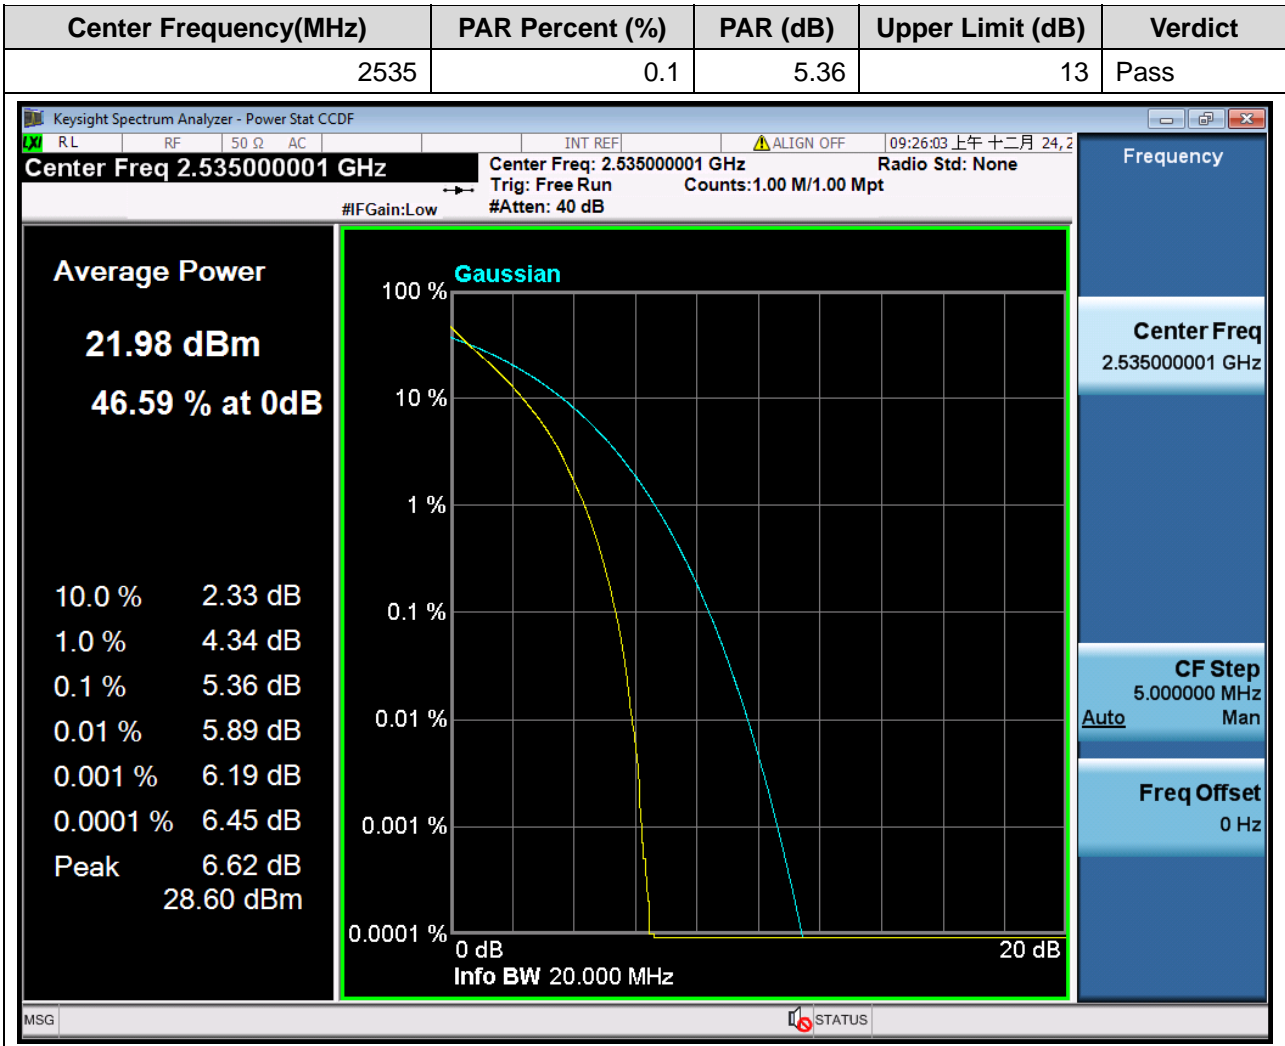 Center Frequency(MHz) PAR Percent (%) PAR (dB) Upper Limit (dB) Verdict
2535 0.1 5.36 13 Pass
Keysight Spectrum Analyzer - Power Stat CCDF
LXI RL RF 50 Ω AC INT REF ALIGN OFF 09:26:03 上午 十二月 24, 2
Center Freq 2.535000001 GHz
Center Freq: 2.535000001 GHz Radio Std: None
Trig: Free Run Counts:1.00 M/1.00 Mpt
#IFGain:Low #Atten: 40 dB
Average Power
21.98 dBm
46.59 % at 0dB
10.0 % 2.33 dB
1.0 % 4.34 dB
0.1 % 5.36 dB
0.01 % 5.89 dB
0.001 % 6.19 dB
0.0001 % 6.45 dB
Peak 6.62 dB
28.60 dBm
Gaussian
100 %
10 %
1 %
0.1 %
0.01 %
0.001 %
0.0001 %
0 dB 20 dB
Info BW 20.000 MHz
Frequency
Center Freq
2.535000001 GHz
CF Step
5.000000 MHz
Auto Man
Freq Offset
0 Hz
MSG STATUS